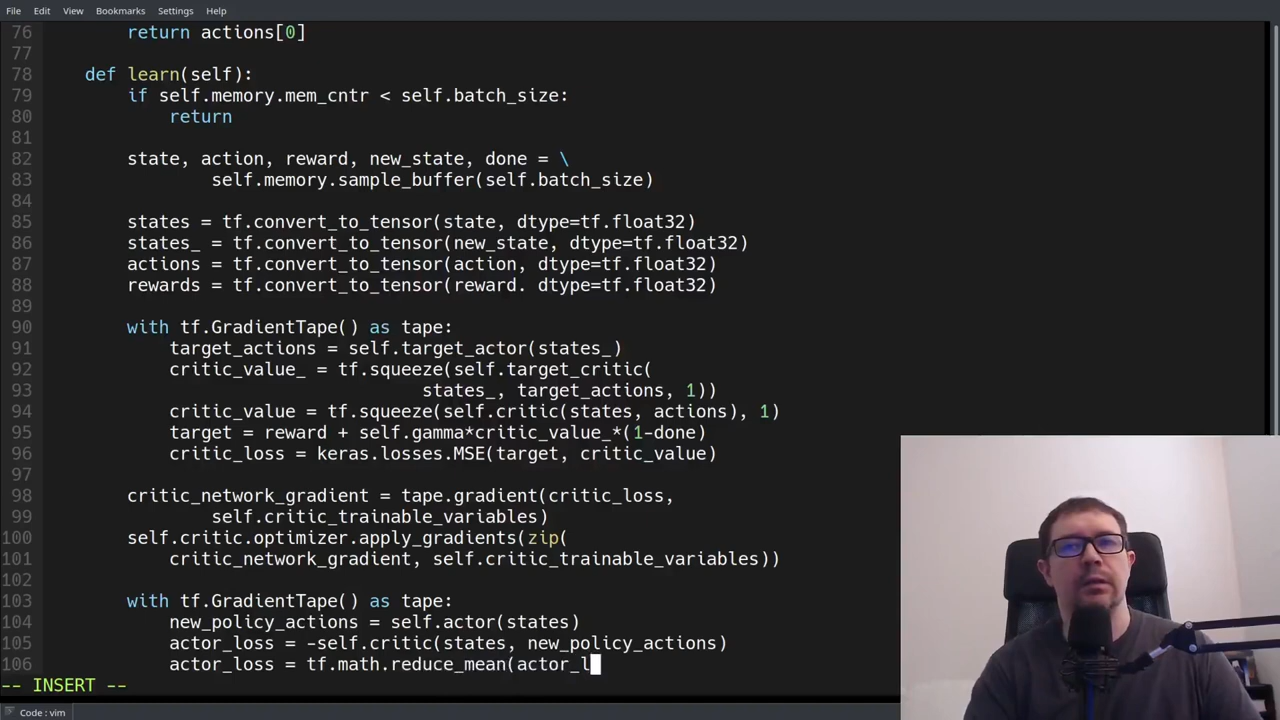 File Edit View Bookmarks Settings Help
76 return actions[0]
77
78 def learn(self):
79 if self.memory.mem_cntr < self.batch_size:
80 return
81
82 state, action, reward, new_state, done = \
83 self.memory.sample_buffer(self.batch_size)
84
85 states = tf.convert_to_tensor(state, dtype=tf.float32)
86 states_ = tf.convert_to_tensor(new_state, dtype=tf.float32)
87 actions = tf.convert_to_tensor(action, dtype=tf.float32)
88 rewards = tf.convert_to_tensor(reward. dtype=tf.float32)
89
90 with tf.GradientTape() as tape:
91 target_actions = self.target_actor(states_)
92 critic_value_ = tf.squeeze(self.target_critic(
93 states_, target_actions, 1))
94 critic_value = tf.squeeze(self.critic(states, actions), 1)
95 target = reward + self.gamma*critic_value_*(1-done)
96 critic_loss = keras.losses.MSE(target, critic_value)
97
98 critic_network_gradient = tape.gradient(critic_loss,
99 self.critic_trainable_variables)
100 self.critic.optimizer.apply_gradients(zip(
101 critic_network_gradient, self.critic_trainable_variables))
102
103 with tf.GradientTape() as tape:
104 new_policy_actions = self.actor(states)
105 actor_loss = -self.critic(states, new_policy_actions)
106 actor_loss = tf.math.reduce_mean(actor_l
-- INSERT --
Code : vim